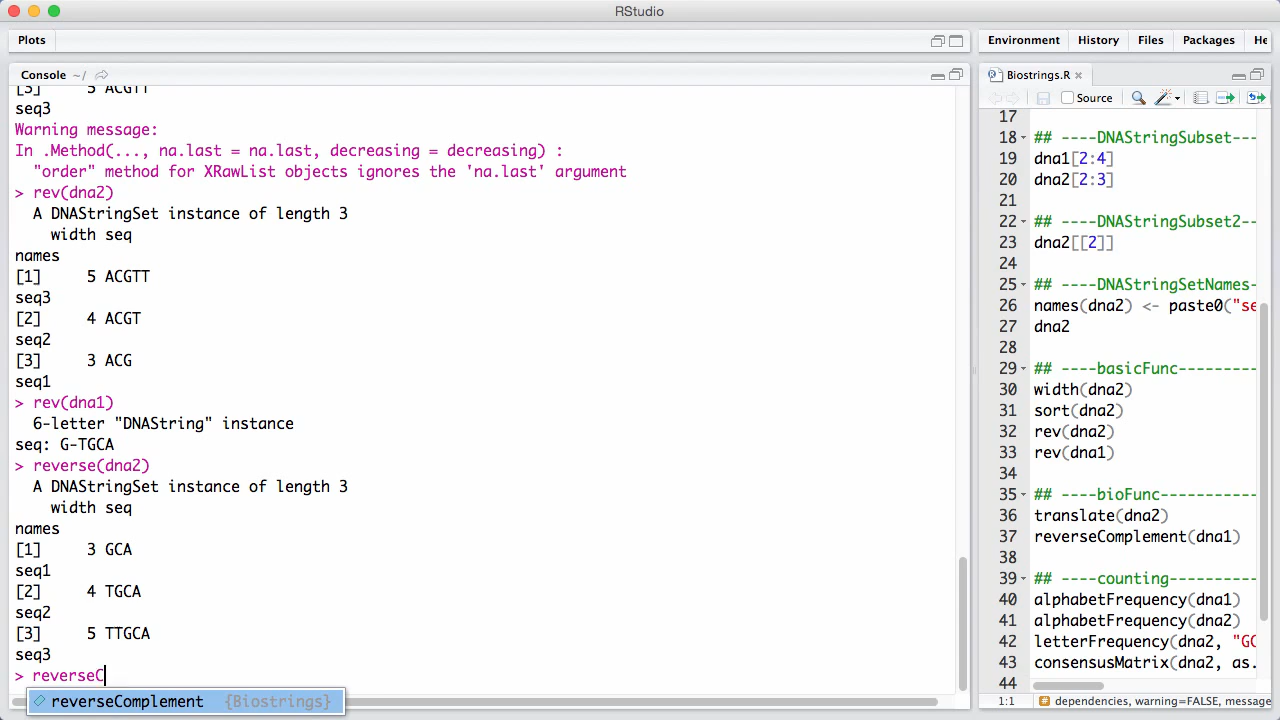 RStudio
Plots
Console ~/
[3]     5 ACGTT
seq3
Warning message:
In .Method(..., na.last = na.last, decreasing = decreasing) :
  "order" method for XRawList objects ignores the 'na.last' argument
> rev(dna2)
  A DNAStringSet instance of length 3
    width seq
names
[1]     5 ACGTT
seq3
[2]     4 ACGT
seq2
[3]     3 ACG
seq1
> rev(dna1)
  6-letter "DNAString" instance
seq: G-TGCA
> reverse(dna2)
  A DNAStringSet instance of length 3
    width seq
names
[1]     3 GCA
seq1
[2]     4 TGCA
seq2
[3]     5 TTGCA
seq3
> reverseC
reverseComplement {Biostrings}
Environment History Files Packages He
Biostrings.R
Source
17
18 ## ----DNAStringSubset---
19 dna1[2:4]
20 dna2[2:3]
21
22 ## ----DNAStringSubset2--
23 dna2[[2]]
24
25 ## ----DNAStringSetNames-
26 names(dna2) <- paste0("se
27 dna2
28
29 ## ----basicFunc----------
30 width(dna2)
31 sort(dna2)
32 rev(dna2)
33 rev(dna1)
34
35 ## ----bioFunc------------
36 translate(dna2)
37 reverseComplement(dna1)
38
39 ## ----counting-----------
40 alphabetFrequency(dna1)
41 alphabetFrequency(dna2)
42 letterFrequency(dna2, "GC
43 consensusMatrix(dna2, as.
44
1:1 # dependencies, warning=FALSE, message